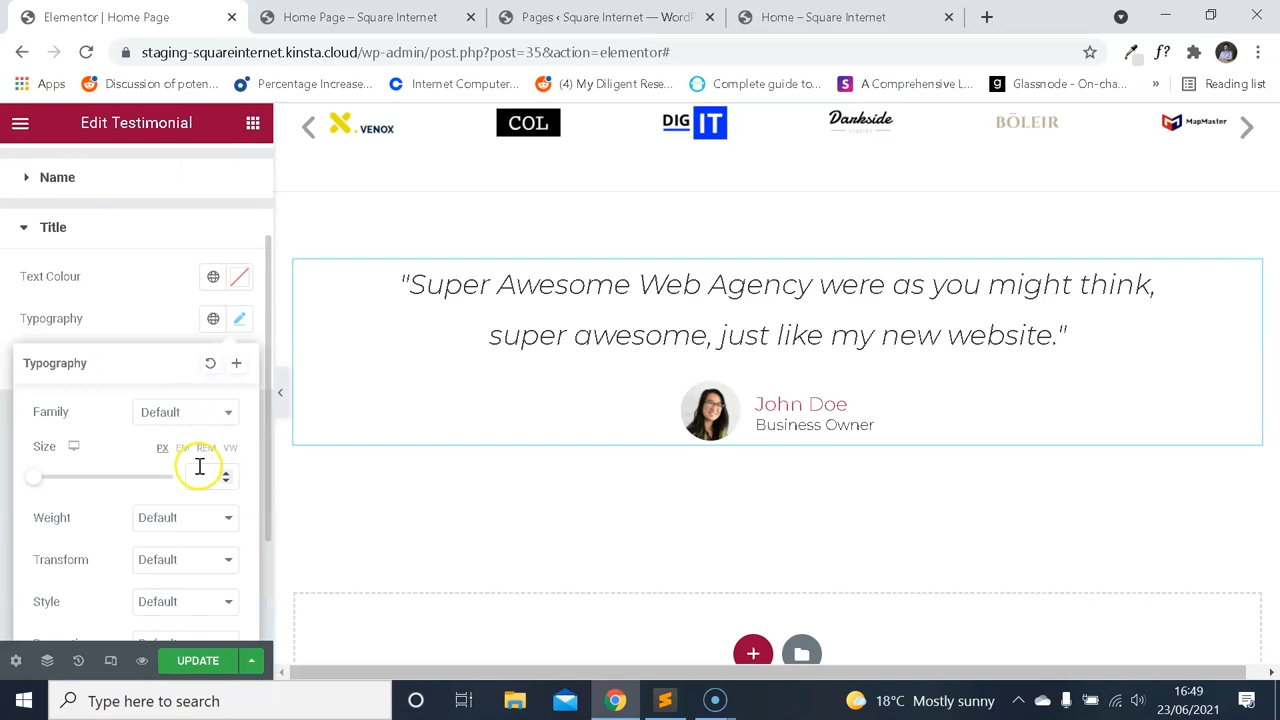 Elementor | Home Page
Home Page – Square Internet
Pages ‹ Square Internet — WordPr
Home – Square Internet
staging-squareinternet.kinsta.cloud/wp-admin/post.php?post=35&action=elementor#
Apps
Discussion of poten...
Percentage Increase...
Internet Computer...
(4) My Diligent Rese...
Complete guide to...
A Comprehensive L...
Glassnode - On-cha...
»
Reading list
Edit Testimonial
VENOX
COL
DIG IT
Darkside
BÖLEIR
MapMaster
Name
Title
Text Colour
Typography
Typography
Family
Default
Size
PX EM REM VW
Weight
Default
Transform
Default
Style
Default
"Super Awesome Web Agency were as you might think,
super awesome, just like my new website."
John Doe
Business Owner
UPDATE
Type here to search
18°C Mostly sunny
16:49
23/06/2021